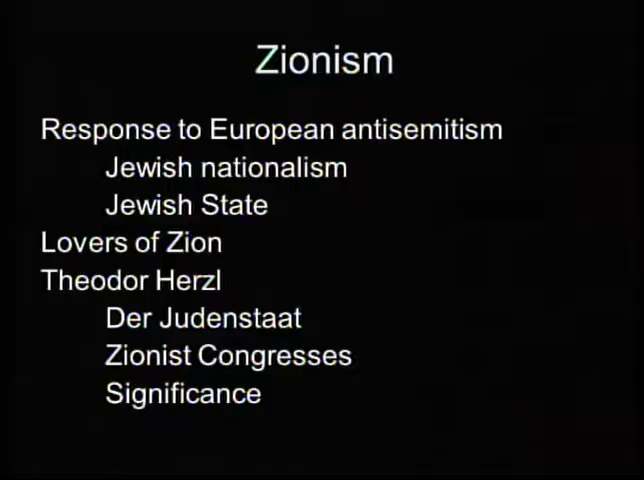 Zionism
Response to European antisemitism
Jewish nationalism
Jewish State
Lovers of Zion
Theodor Herzl
Der Judenstaat
Zionist Congresses
Significance